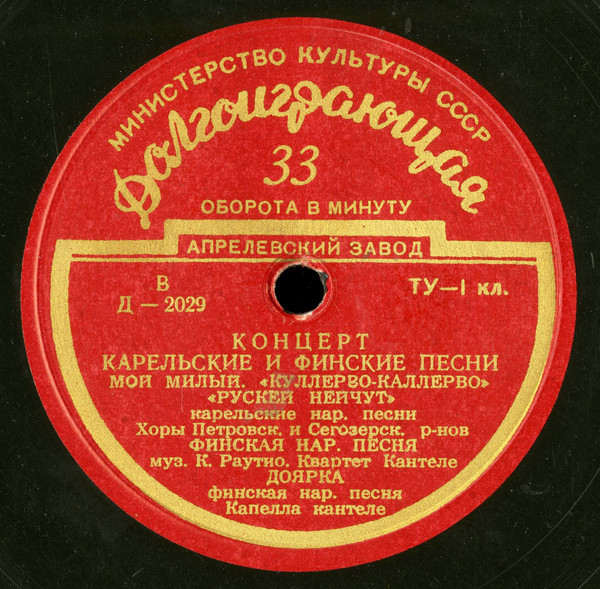 МИНИСТЕРСТВО КУЛЬТУРЫ СССР
Долгоиграющая
33
ОБОРОТА В МИНУТУ
АПРЕЛЕВСКИЙ ЗАВОД
В
Д — 2029
ТУ—1 кл.
КОНЦЕРТ
КАРЕЛЬСКИЕ И ФИНСКИЕ ПЕСНИ
МОЙ МИЛЫЙ. «КУЛЛЕРВО-КАЛЛЕРВО»
«РУСКЕЙ НЕЙЧУТ»
карельские нар. песни
Хоры Петровск. и Сегозерск. р-нов
ФИНСКАЯ НАР. ПЕСНЯ
муз. К. Раутио. Квартет Кантеле
ДОЯРКА
финская нар. песня
Капелла кантеле